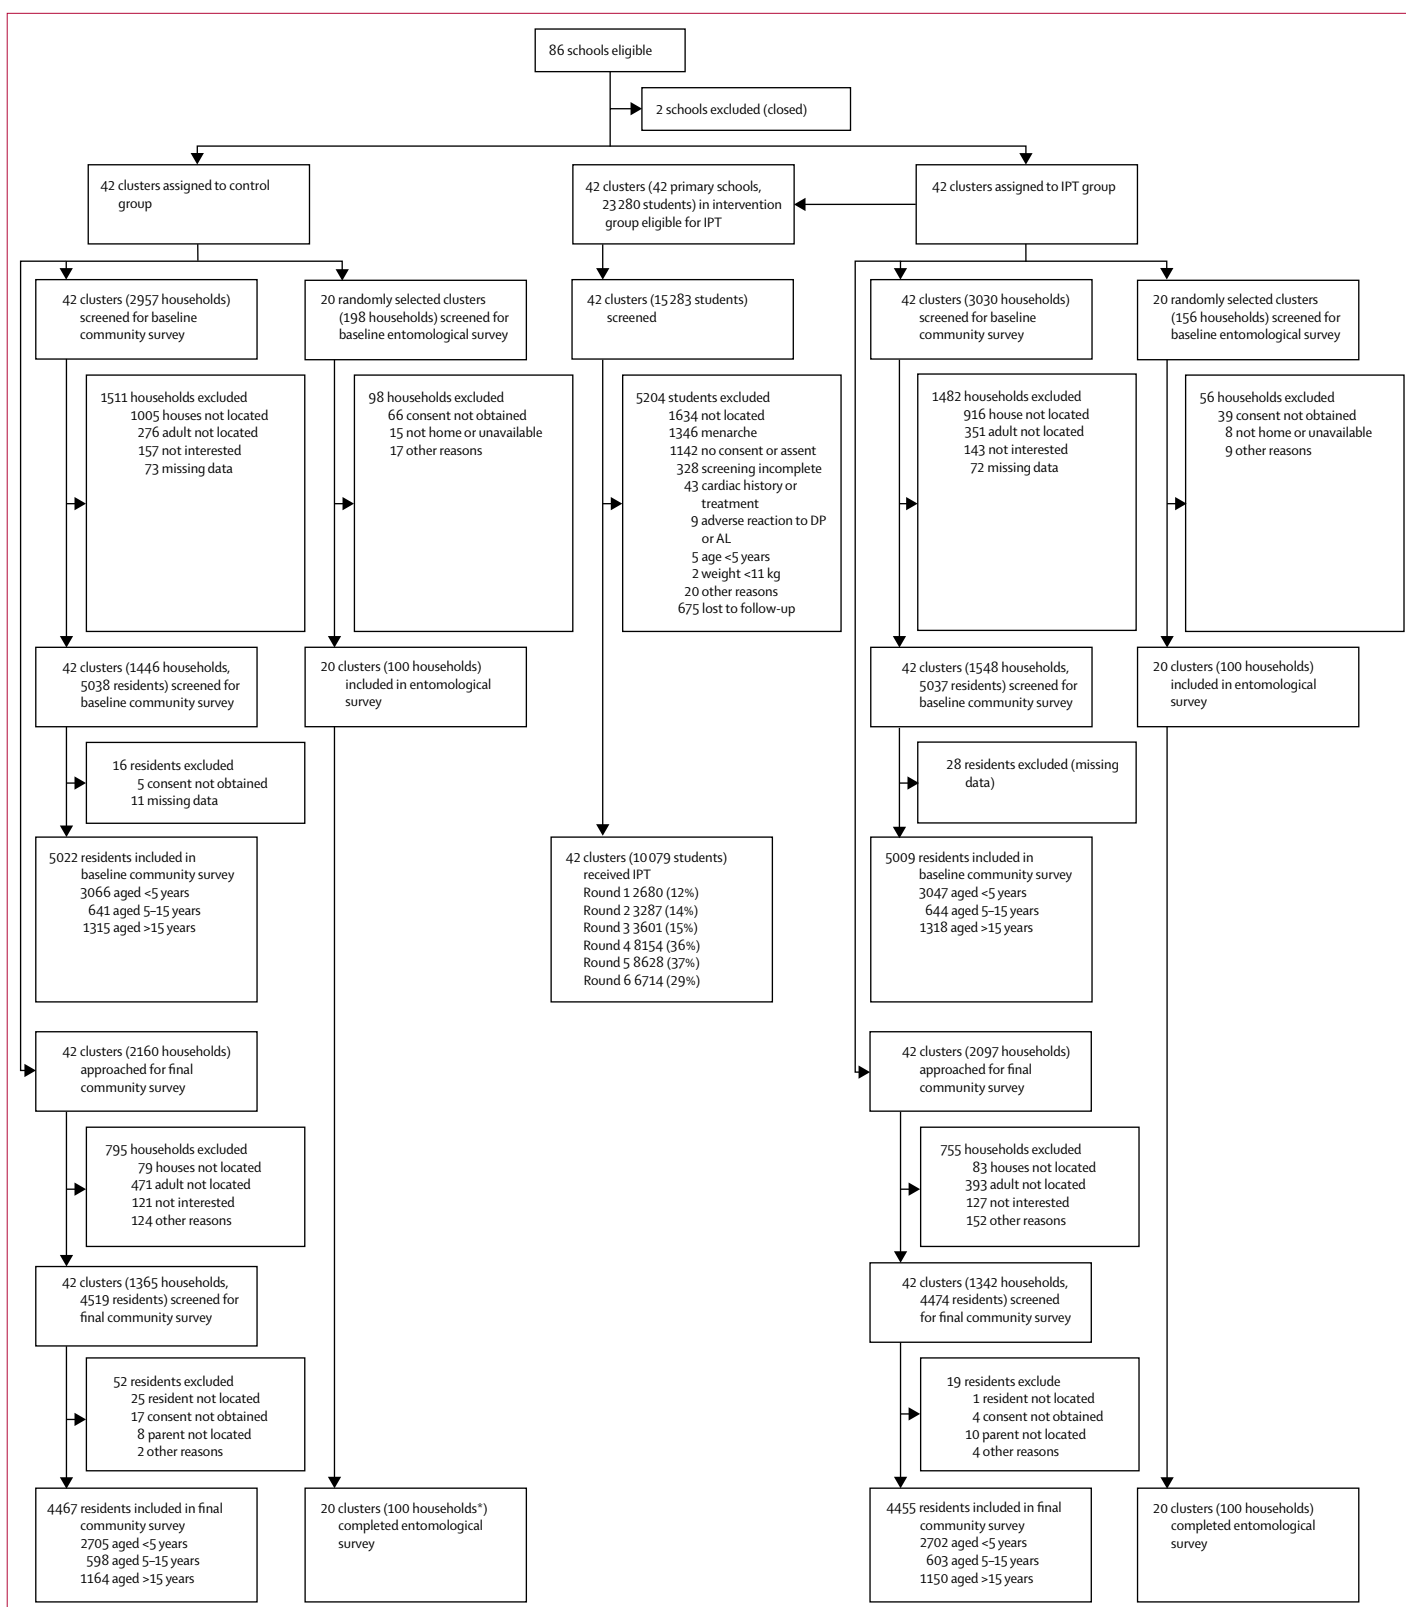 86 schools eligible
2 schools excluded (closed)
42 clusters assigned to control
group
42 clusters (42 primary schools,
23 280 students) in intervention
group eligible for IPT
42 clusters assigned to IPT group
42 clusters (2957 households)
screened for baseline
community survey
20 randomly selected clusters
(198 households) screened for
baseline entomological survey
42 clusters (15 283 students)
screened
42 clusters (3030 households)
screened for baseline
community survey
20 randomly selected clusters
(156 households) screened for
baseline entomological survey
1511 households excluded
1005 houses not located
276 adult not located
157 not interested
73 missing data
98 households excluded
66 consent not obtained
15 not home or unavailable
17 other reasons
5204 students excluded
1634 not located
1346 menarche
1142 no consent or assent
328 screening incomplete
43 cardiac history or
treatment
9 adverse reaction to DP
or AL
5 age <5 years
2 weight <11 kg
20 other reasons
675 lost to follow-up
1482 households excluded
916 house not located
351 adult not located
143 not interested
72 missing data
56 households excluded
39 consent not obtained
8 not home or unavailable
9 other reasons
42 clusters (1446 households,
5038 residents) screened for
baseline community survey
20 clusters (100 households)
included in entomological
survey
42 clusters (1548 households,
5037 residents) screened for
baseline community survey
20 clusters (100 households)
included in entomological
survey
16 residents excluded
5 consent not obtained
11 missing data
28 residents excluded (missing
data)
5022 residents included in
baseline community survey
3066 aged <5 years
641 aged 5–15 years
1315 aged >15 years
42 clusters (10 079 students)
received IPT
Round 1 2680 (12%)
Round 2 3287 (14%)
Round 3 3601 (15%)
Round 4 8154 (36%)
Round 5 8628 (37%)
Round 6 6714 (29%)
5009 residents included in
baseline community survey
3047 aged <5 years
644 aged 5–15 years
1318 aged >15 years
42 clusters (2160 households)
approached for final
community survey
42 clusters (2097 households)
approached for final
community survey
795 households excluded
79 houses not located
471 adult not located
121 not interested
124 other reasons
755 households excluded
83 houses not located
393 adult not located
127 not interested
152 other reasons
42 clusters (1365 households,
4519 residents) screened for
final community survey
42 clusters (1342 households,
4474 residents) screened
for final community survey
52 residents excluded
25 resident not located
17 consent not obtained
8 parent not located
2 other reasons
19 residents exclude
1 resident not located
4 consent not obtained
10 parent not located
4 other reasons
4467 residents included in final
community survey
2705 aged <5 years
598 aged 5–15 years
1164 aged >15 years
20 clusters (100 households*)
completed entomological
survey
4455 residents included in final
community survey
2702 aged <5 years
603 aged 5–15 years
1150 aged >15 years
20 clusters (100 households)
completed entomological
survey